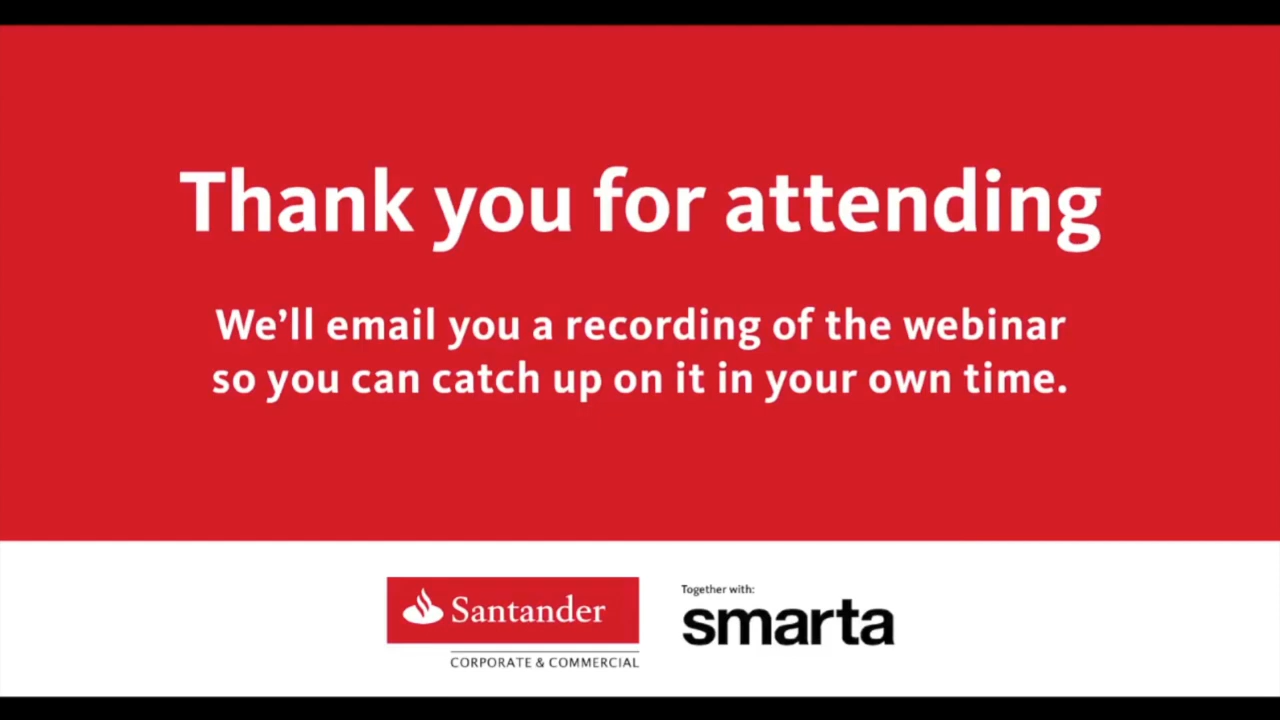 Thank you for attending
We’ll email you a recording of the webinar
so you can catch up on it in your own time.
Santander
CORPORATE & COMMERCIAL
Together with:
smarta